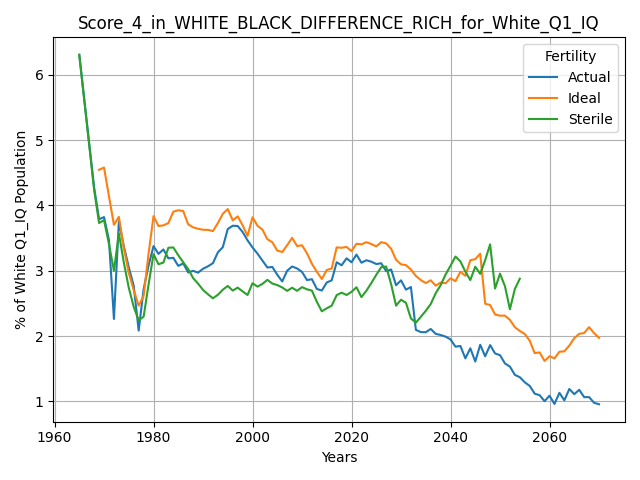 Score_4_in_WHITE_BLACK_DIFFERENCE_RICH_for_White_Q1_IQ
Fertility
Actual
Ideal
Sterile
% of White Q1_IQ Population
6
5
4
3
2
1
1960
1980
2000
2020
2040
2060
Years